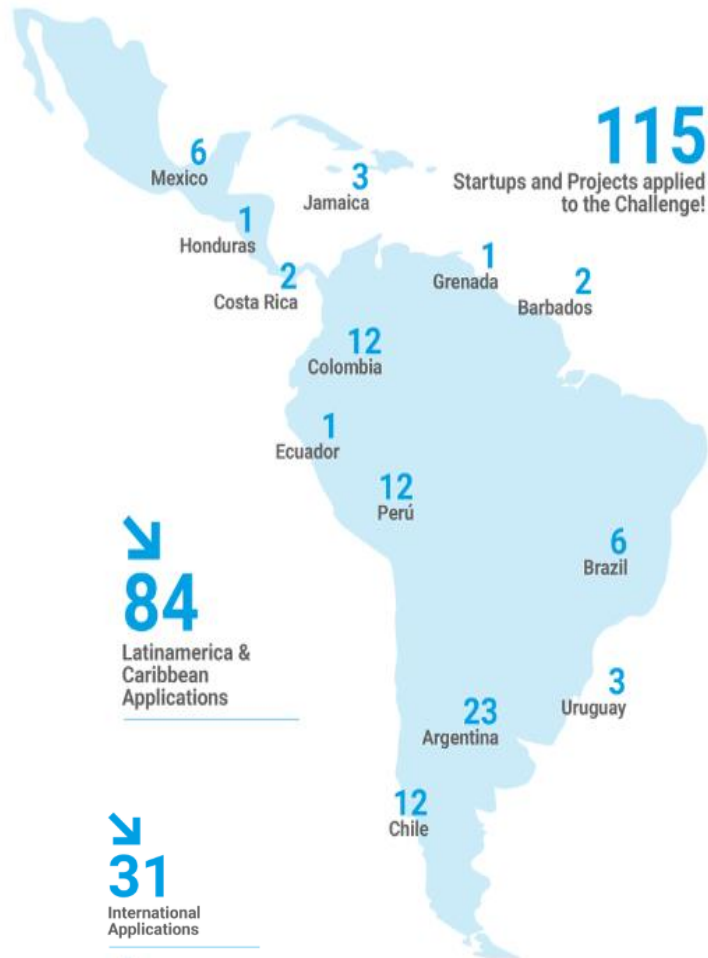 115
Startups and Projects applied
to the Challenge!
6
Mexico
3
Jamaica
1
Honduras
2
Costa Rica
1
Grenada
2
Barbados
12
Colombia
1
Ecuador
12
Perú
6
Brazil
84
Latinamerica &
Caribbean
Applications
3
Uruguay
23
Argentina
12
Chile
31
International
Applications